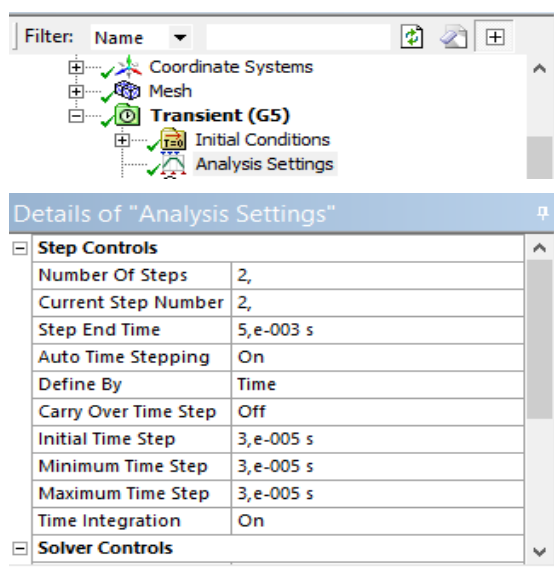 Filter: Name
Coordinate Systems
Mesh
Transient (G5)
T=0 Initial Conditions
Analysis Settings
Details of "Analysis Settings"
Step Controls
Number Of Steps 2,
Current Step Number 2,
Step End Time 5,e-003 s
Auto Time Stepping On
Define By Time
Carry Over Time Step Off
Initial Time Step 3,e-005 s
Minimum Time Step 3,e-005 s
Maximum Time Step 3,e-005 s
Time Integration On
Solver Controls